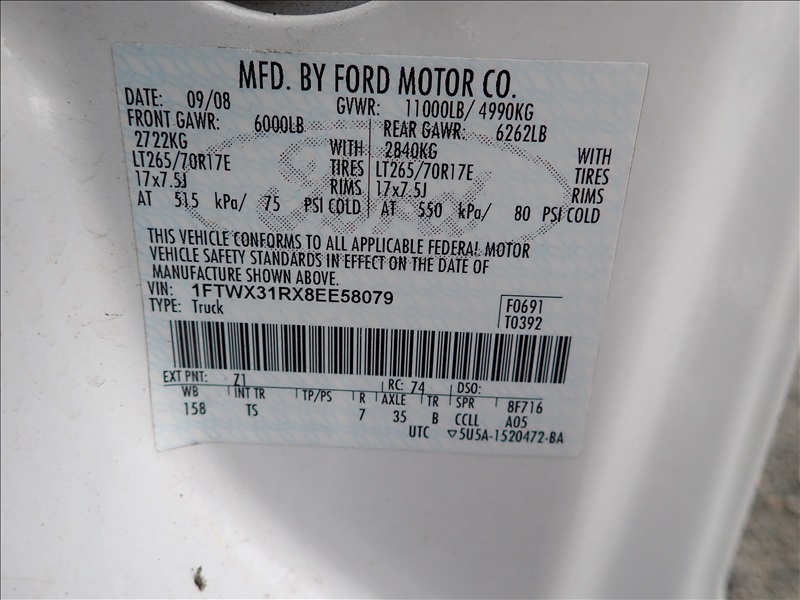 MFD. BY FORD MOTOR CO.
DATE: 09/08 GVWR: 11000LB/ 4990KG
FRONT GAWR: 6000LB REAR GAWR: 6262LB
2722KG WITH 2840KG WITH
LT265/70R17E TIRES LT265/70R17E TIRES
17x7.5J RIMS 17x7.5J RIMS
AT 515 kPa/ 75 PSI COLD AT 550 kPa/ 80 PSI COLD
THIS VEHICLE CONFORMS TO ALL APPLICABLE FEDERAL MOTOR
VEHICLE SAFETY STANDARDS IN EFFECT ON THE DATE OF
MANUFACTURE SHOWN ABOVE.
VIN: 1FTWX31RX8EE58079
TYPE: Truck
F0691
T0392
EXT PNT: Z1 RC: 74 DSO:
WB INT TR TP/PS R AXLE TR SPR 8F716
158 TS 7 35 B CCLL A05
UTC ▽5U5A-1520472-BA
Ford